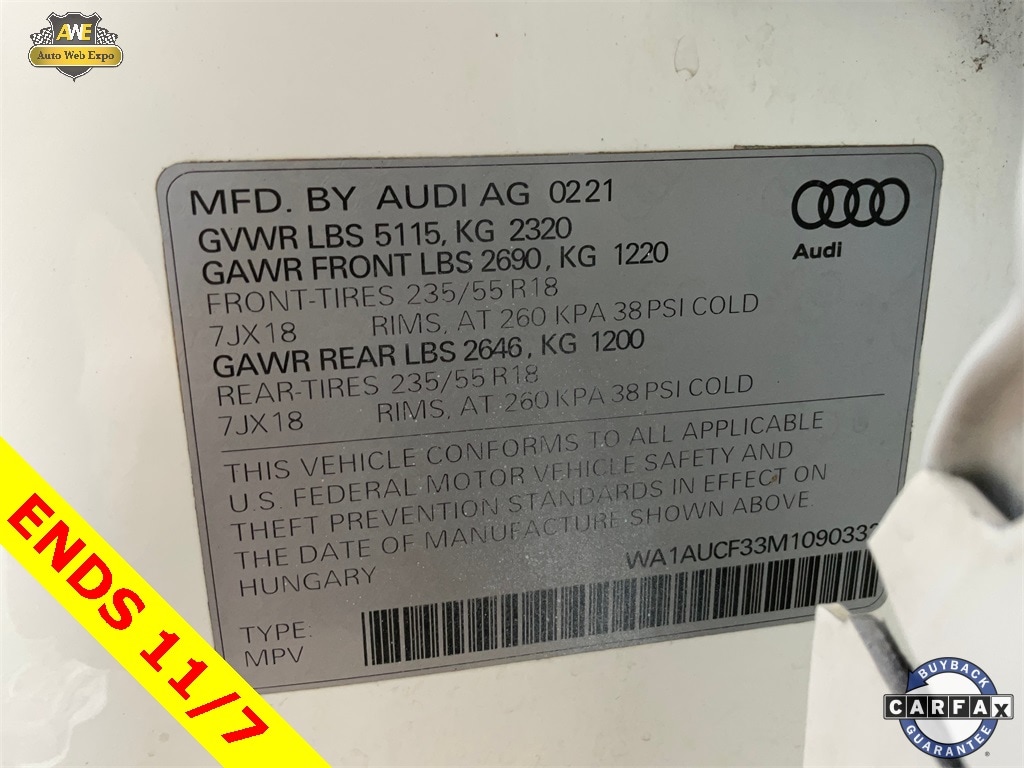 AWE
Auto Web Expo
MFD. BY AUDI AG 0221
Audi
GVWR LBS 5115, KG 2320
GAWR FRONT LBS 2690, KG 1220
FRONT-TIRES 235/55 R18
7JX18 RIMS, AT 260 KPA 38 PSI COLD
GAWR REAR LBS 2646, KG 1200
REAR-TIRES 235/55 R18
7JX18 RIMS, AT 260 KPA 38 PSI COLD
THIS VEHICLE CONFORMS TO ALL APPLICABLE
U.S. FEDERAL MOTOR VEHICLE SAFETY AND
THEFT PREVENTION STANDARDS IN EFFECT ON
THE DATE OF MANUFACTURE SHOWN ABOVE.
HUNGARY
WA1AUCF33M109033
TYPE:
MPV
ENDS 11/7
BUYBACK
CARFAX
GUARANTEE